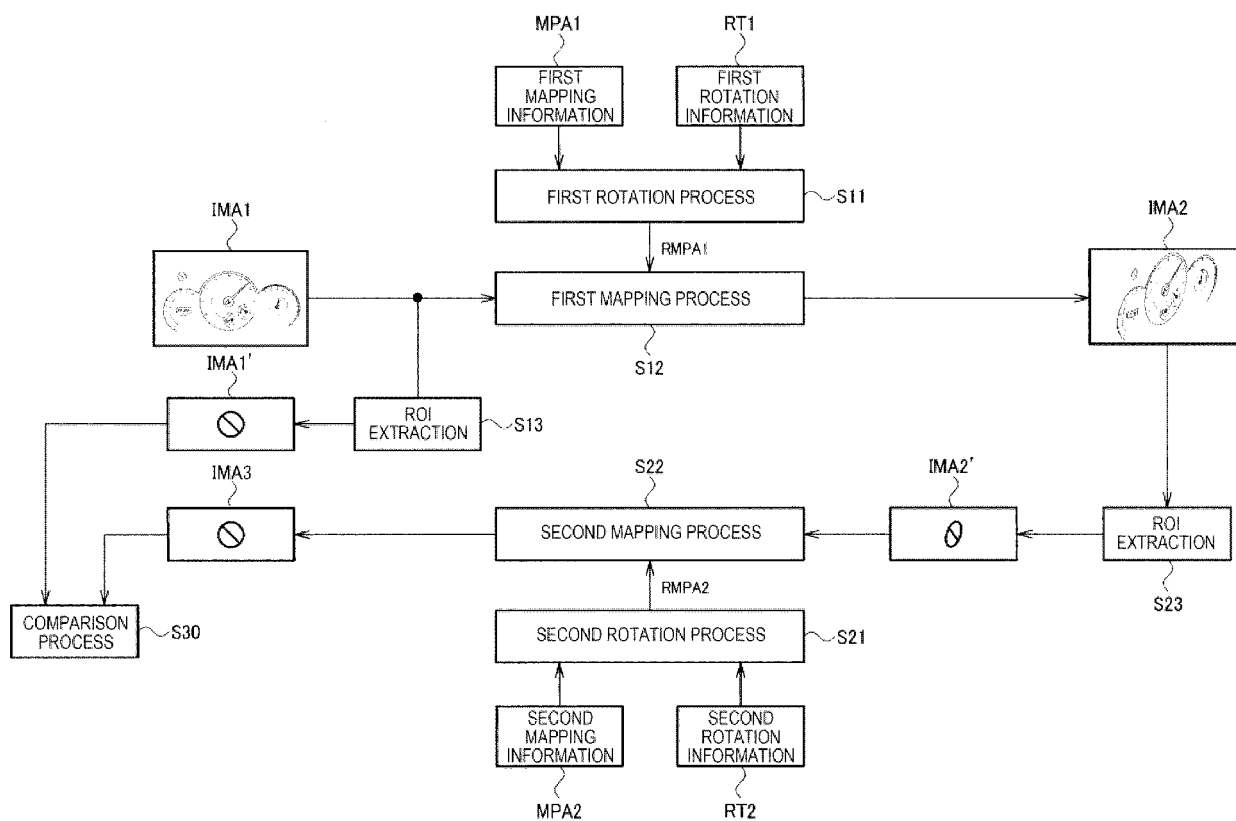 MPA1
RT1
FIRST
MAPPING
INFORMATION
FIRST
ROTATION
INFORMATION
FIRST ROTATION PROCESS
S11
IMA1
RMPA1
IMA2
FIRST MAPPING PROCESS
S12
IMA1'
ROI
EXTRACTION
S13
IMA3
S22
IMA2'
SECOND MAPPING PROCESS
ROI
EXTRACTION
S23
RMPA2
COMPARISON
PROCESS
S30
SECOND ROTATION PROCESS
S21
SECOND
MAPPING
INFORMATION
SECOND
ROTATION
INFORMATION
MPA2
RT2